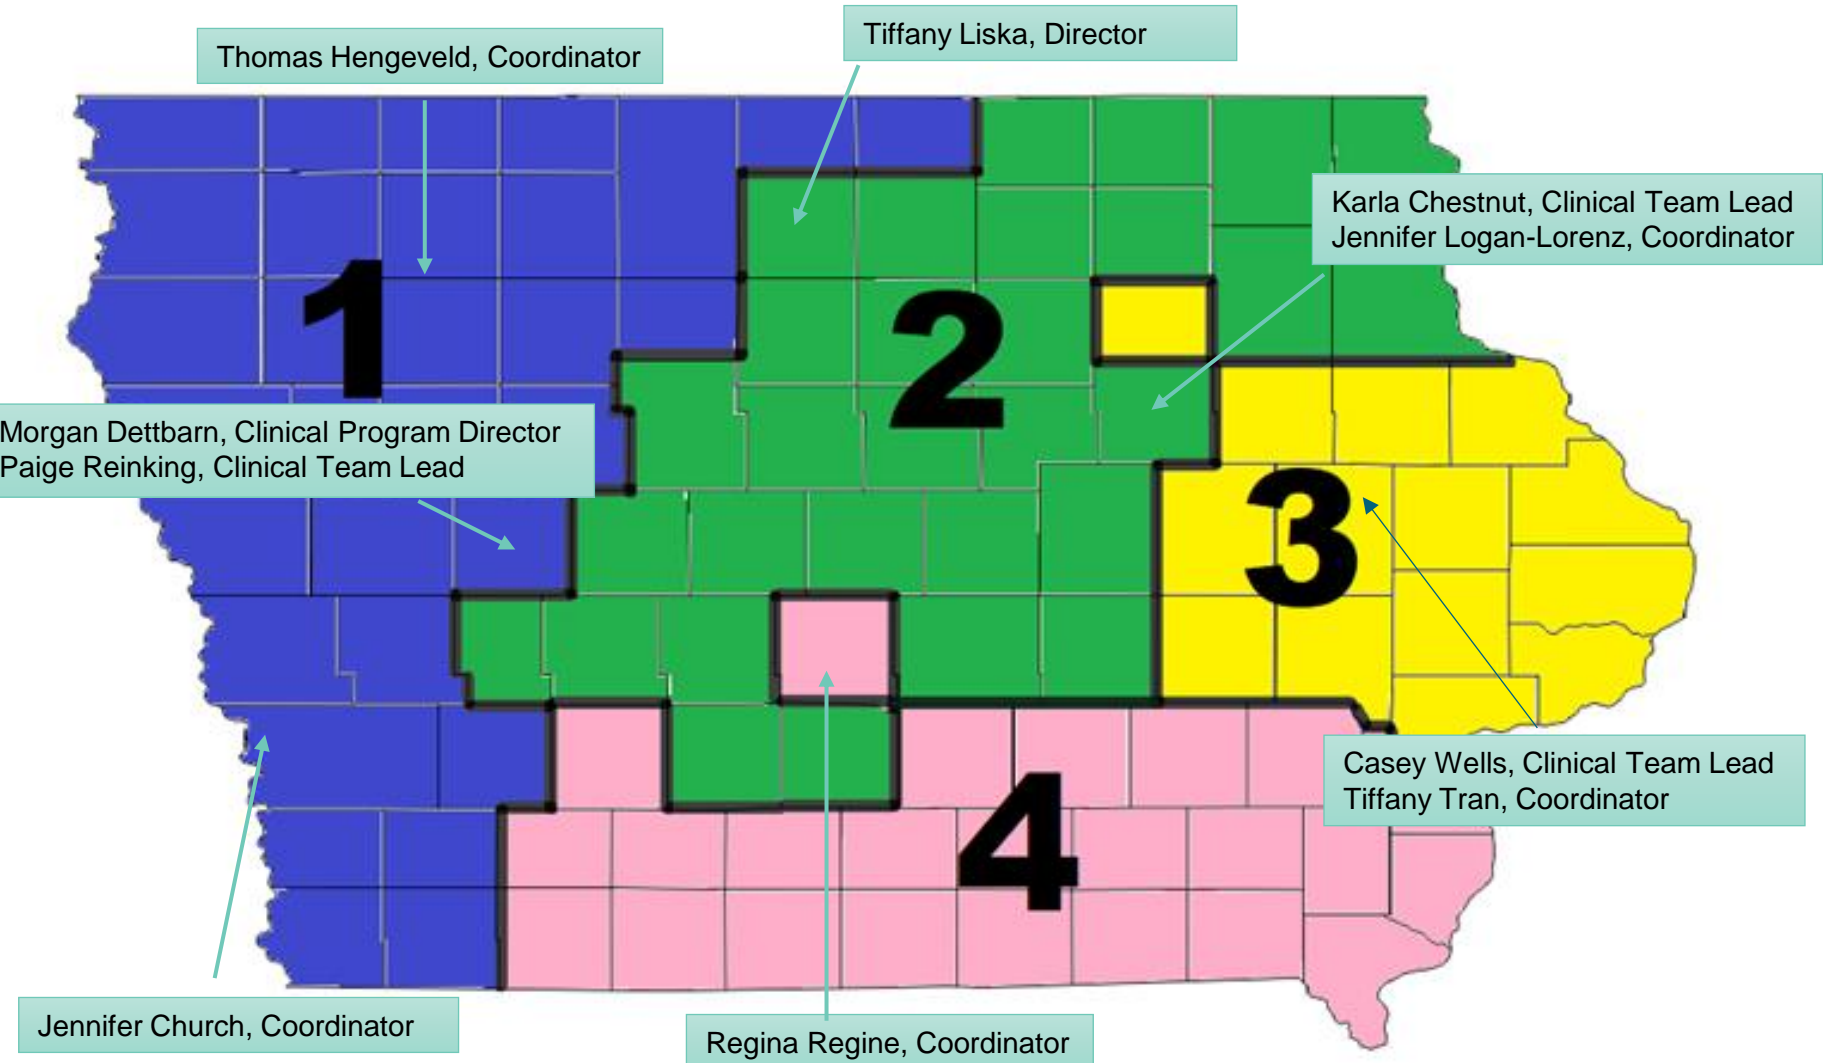 Thomas Hengeveld, Coordinator
Tiffany Liska, Director
Karla Chestnut, Clinical Team Lead
Jennifer Logan-Lorenz, Coordinator
1
2
Morgan Dettbarn, Clinical Program Director
Paige Reinking, Clinical Team Lead
3
Casey Wells, Clinical Team Lead
Tiffany Tran, Coordinator
4
Jennifer Church, Coordinator
Regina Regine, Coordinator